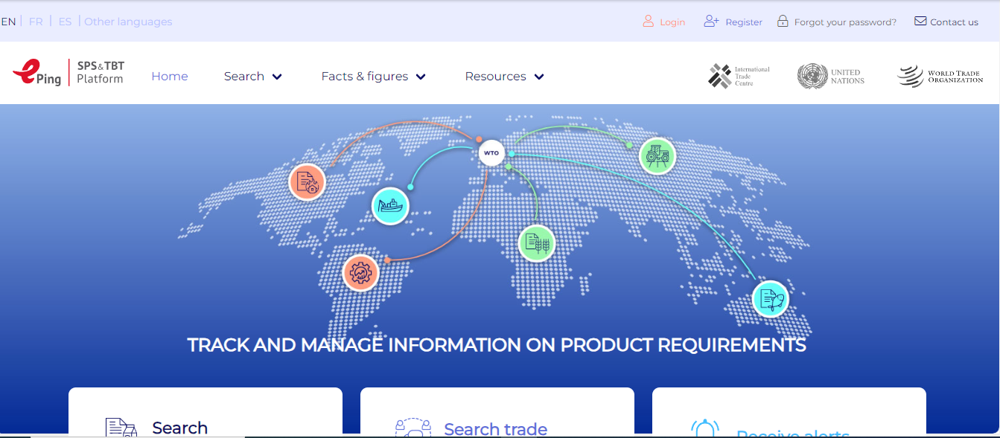 EN | FR | ES | Other languages
Login Register Forgot your password? Contact us
ePing SPS & TBT Platform
Home Search Facts & figures Resources
International Trade Centre
UNITED NATIONS
WORLD TRADE ORGANIZATION
WTO
TRACK AND MANAGE INFORMATION ON PRODUCT REQUIREMENTS
Search
Search trade
Receive alerts